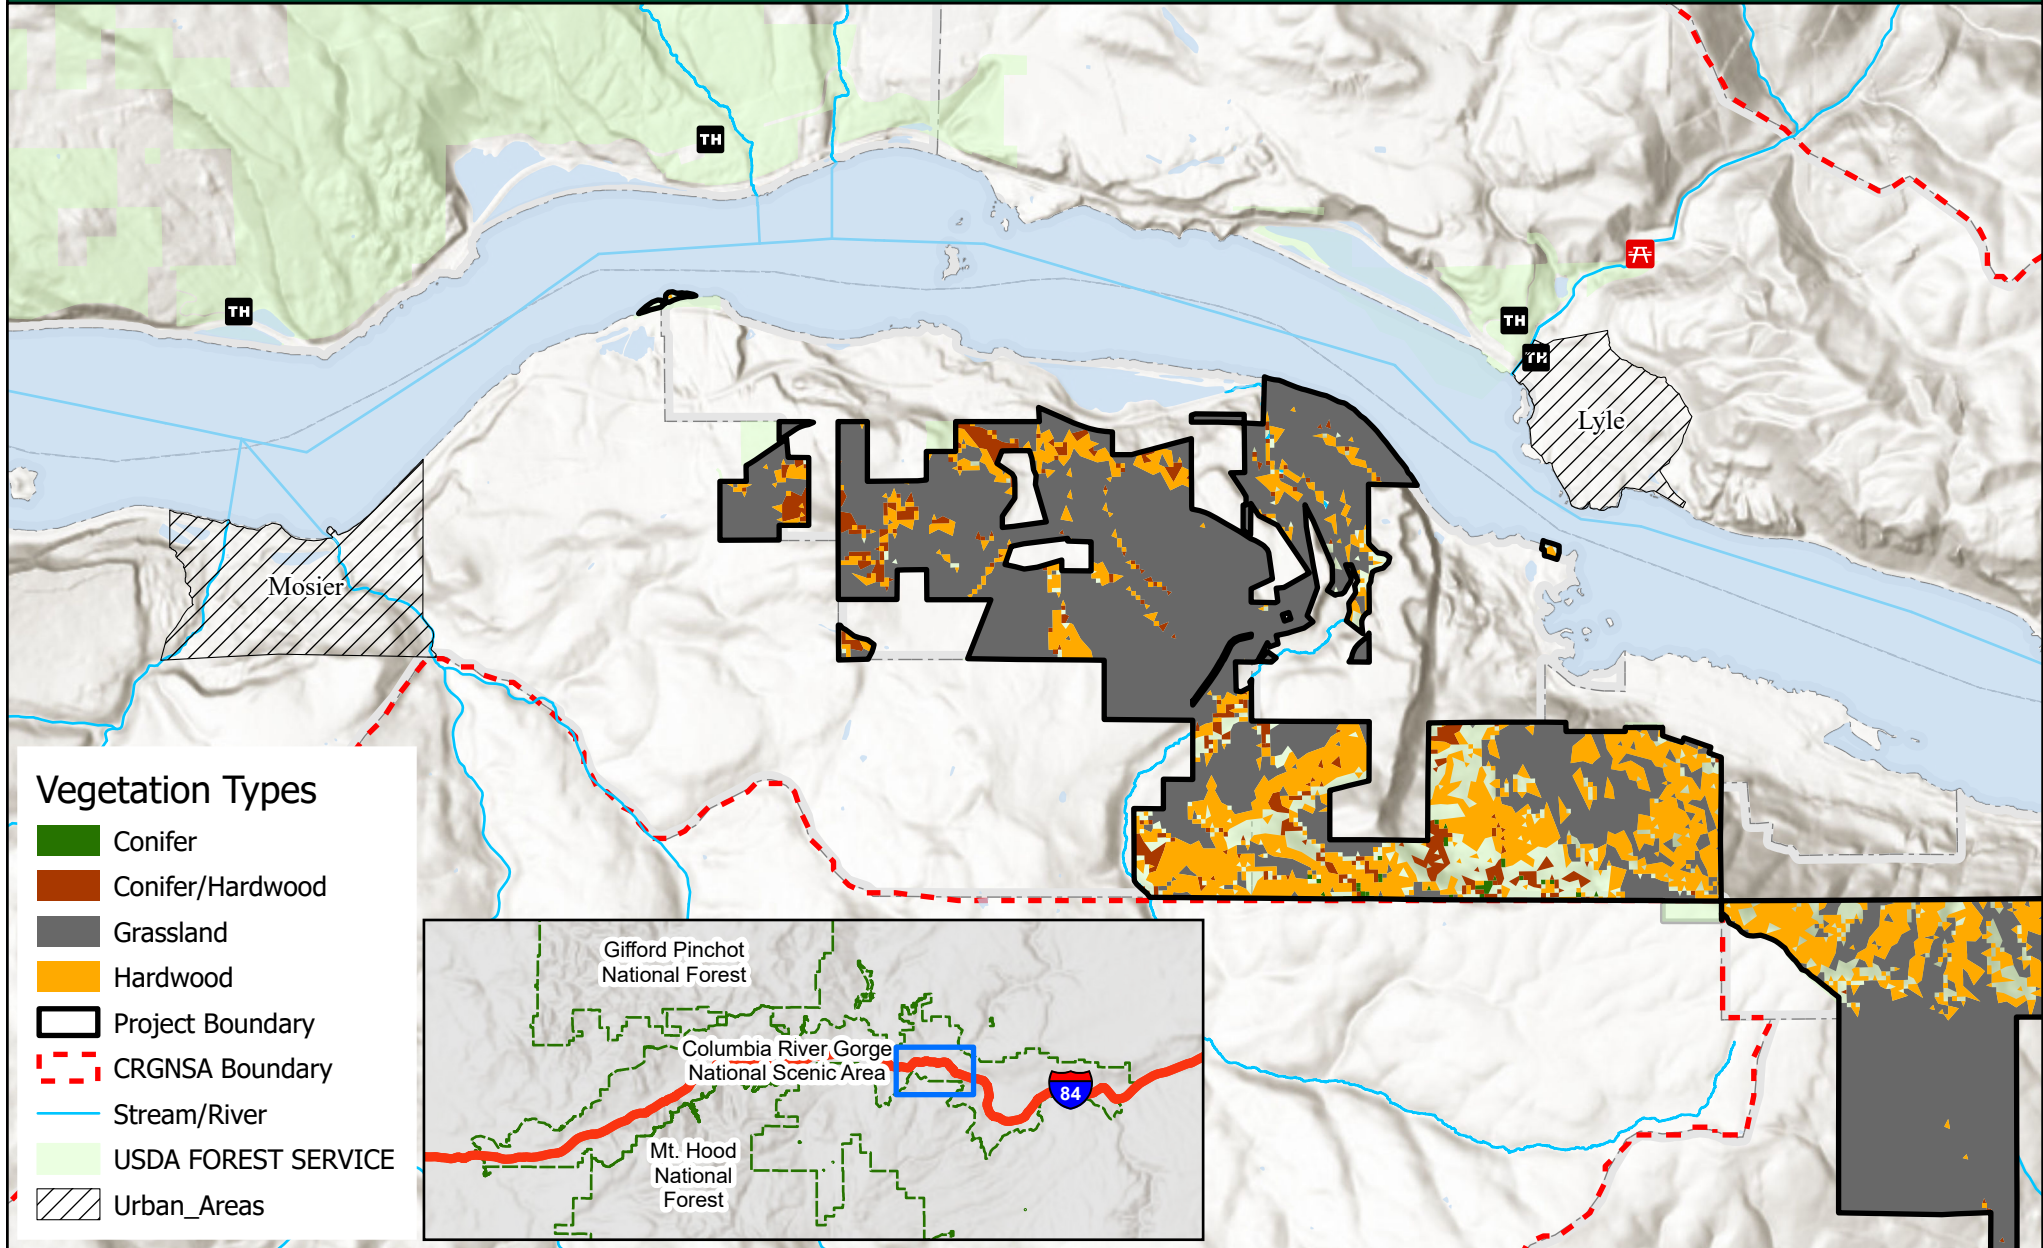 TH
TH
TH
TH
Lyle
Mosier
Vegetation Types
Conifer
Conifer/Hardwood
Grassland
Hardwood
Project Boundary
CRGNSA Boundary
Stream/River
USDA FOREST SERVICE
Urban_Areas
Gifford Pinchot
National Forest
Columbia River Gorge
National Scenic Area
84
Mt. Hood
National
Forest